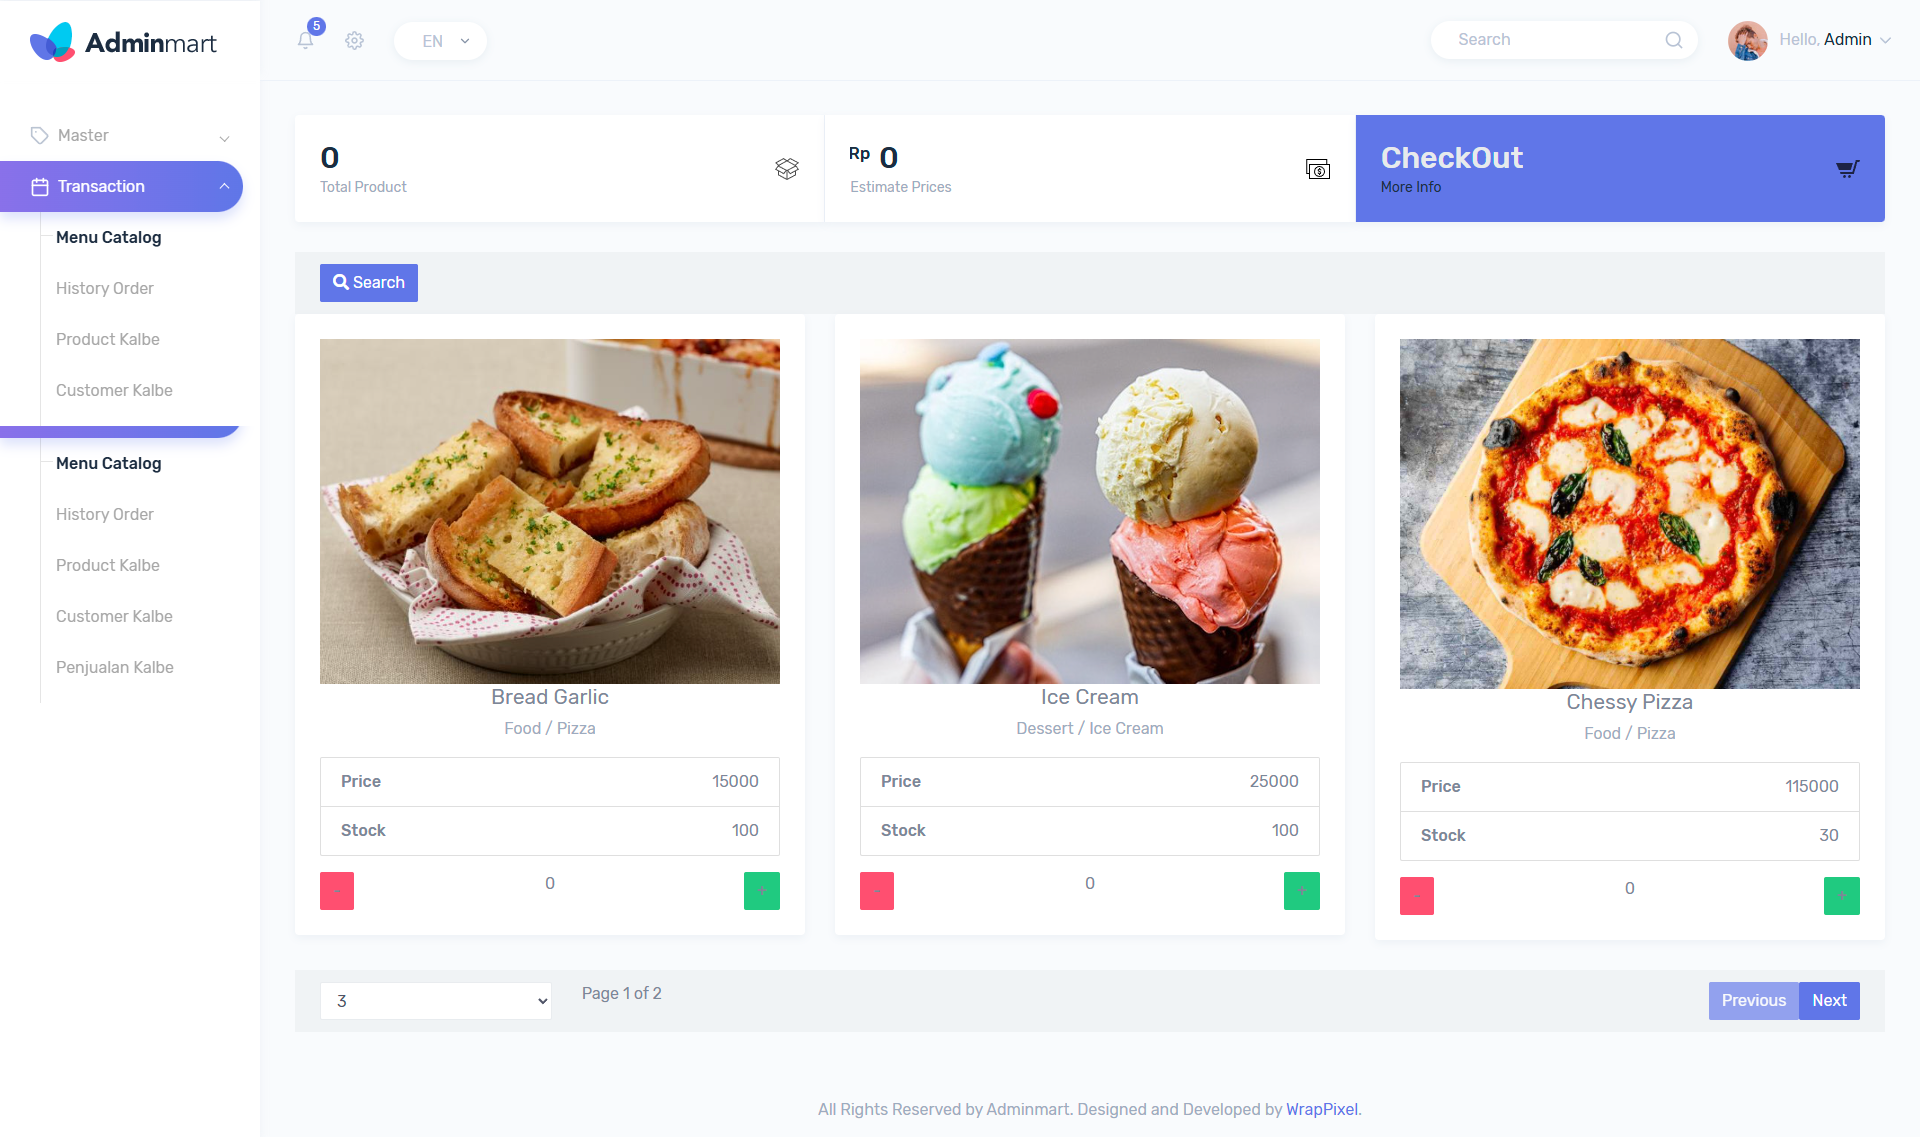 Adminmart
5
EN
Search
Hello, Admin
Master
Transaction
Menu Catalog
History Order
Product Kalbe
Customer Kalbe
Menu Catalog
History Order
Product Kalbe
Customer Kalbe
Penjualan Kalbe
0
Total Product
Rp 0
Estimate Prices
CheckOut
More Info
Search
Bread Garlic
Food / Pizza
Price 15000
Stock 100
- 0 +
Ice Cream
Dessert / Ice Cream
Price 25000
Stock 100
- 0 +
Chessy Pizza
Food / Pizza
Price 115000
Stock 30
- 0 +
3
Page 1 of 2
Previous Next
All Rights Reserved by Adminmart. Designed and Developed by WrapPixel.